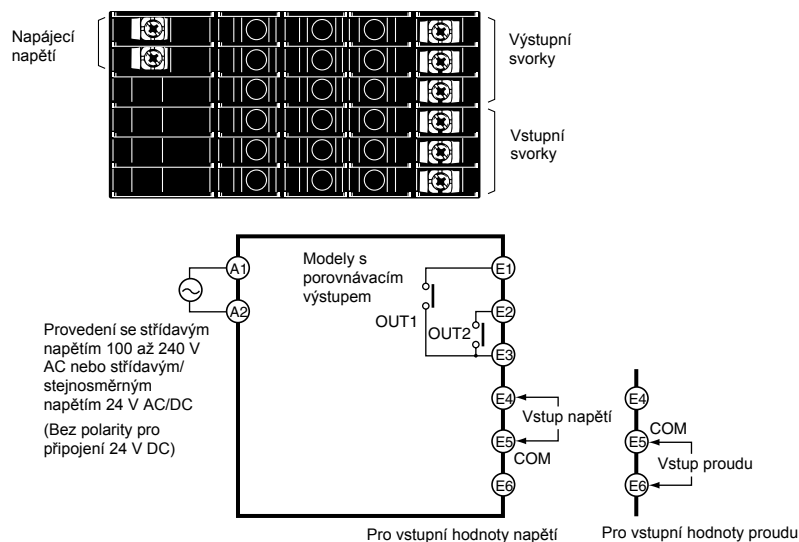 Napájecí
napětí
Výstupní
svorky
Vstupní
svorky
A1
A2
Modely s
porovnávacím
výstupem
OUT1
OUT2
E1
E2
E3
E4
E5
E6
Vstup napětí
COM
Provedení se střídavým
napětím 100 až 240 V
AC nebo střídavým/
stejnosměrným
napětím 24 V AC/DC
(Bez polarity pro
připojení 24 V DC)
Pro vstupní hodnoty napětí
E4
E5
E6
COM
Vstup proudu
Pro vstupní hodnoty proudu